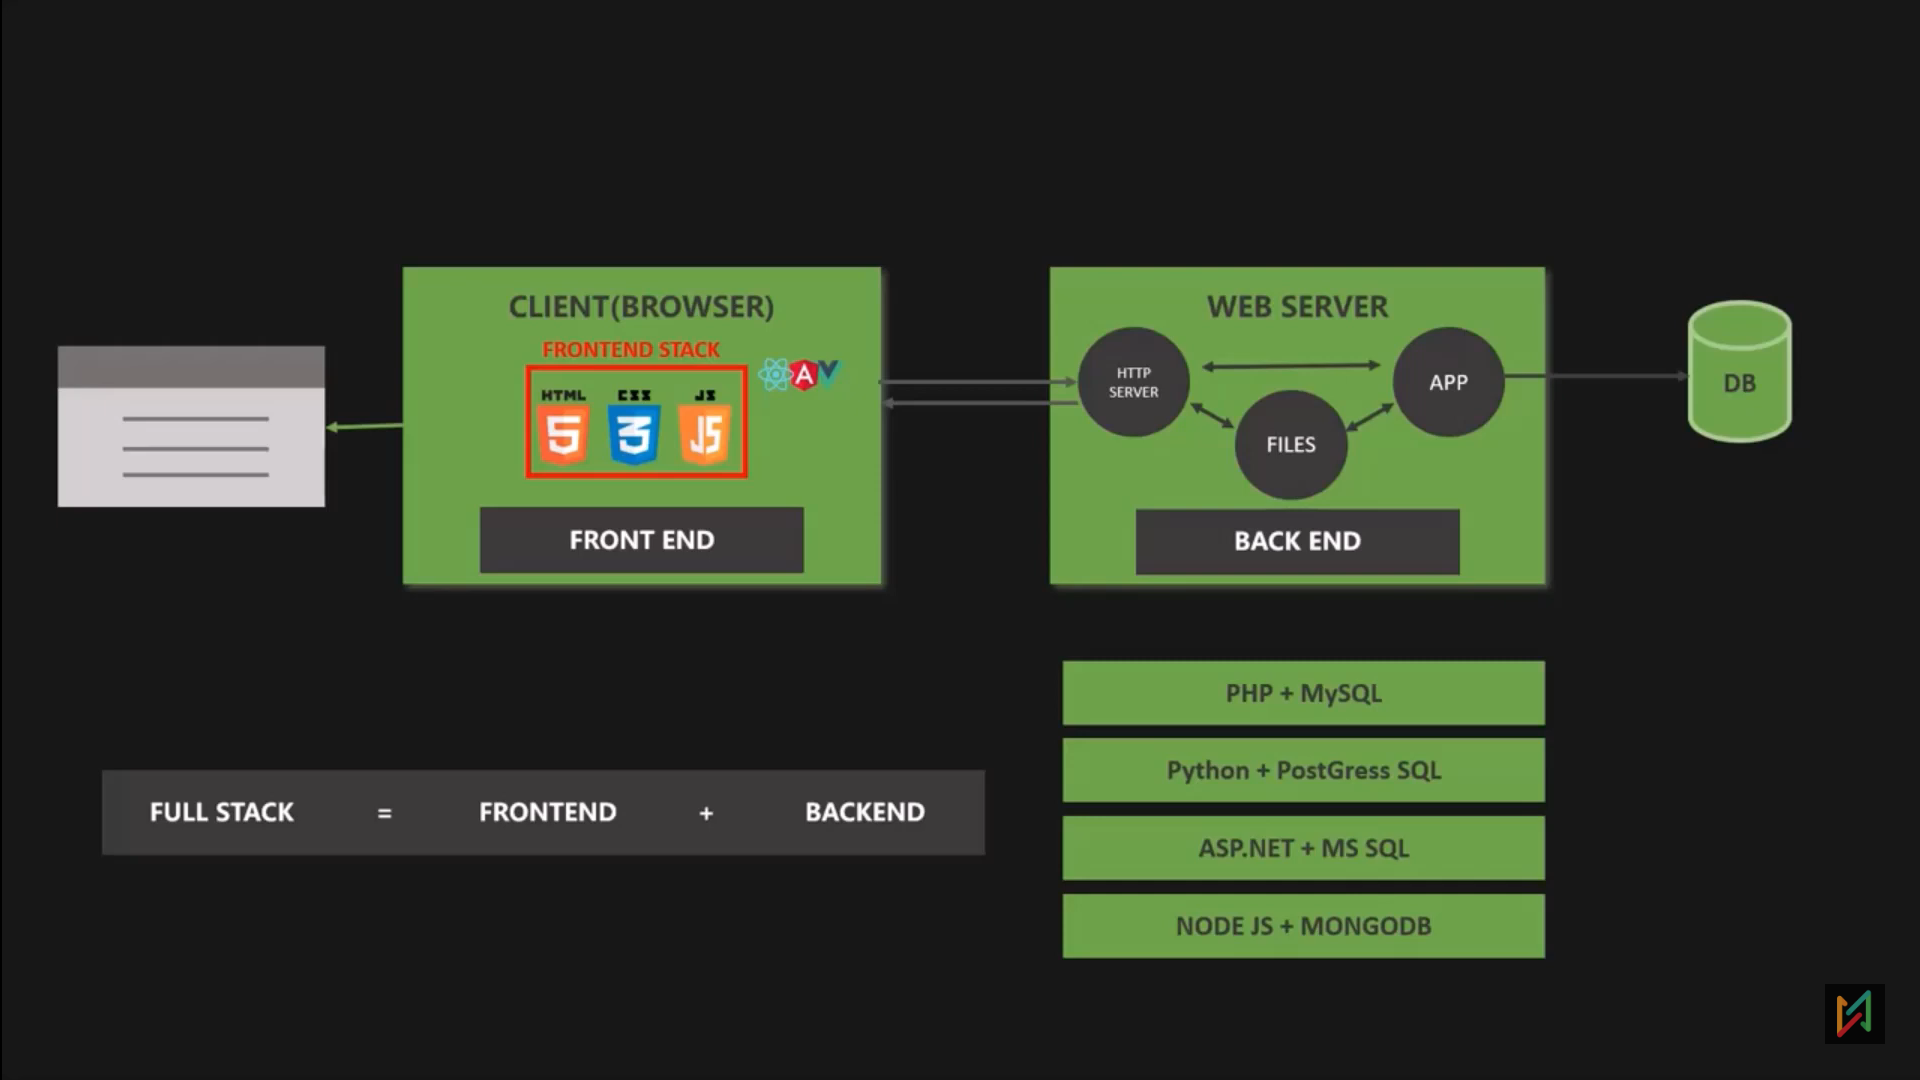 CLIENT(BROWSER)
FRONTEND STACK
HTML CSS JS
5 3 JS
A
FRONT END
WEB SERVER
HTTP
SERVER
APP
FILES
BACK END
DB
PHP + MySQL
Python + PostGress SQL
ASP.NET + MS SQL
NODE JS + MONGODB
FULL STACK = FRONTEND + BACKEND